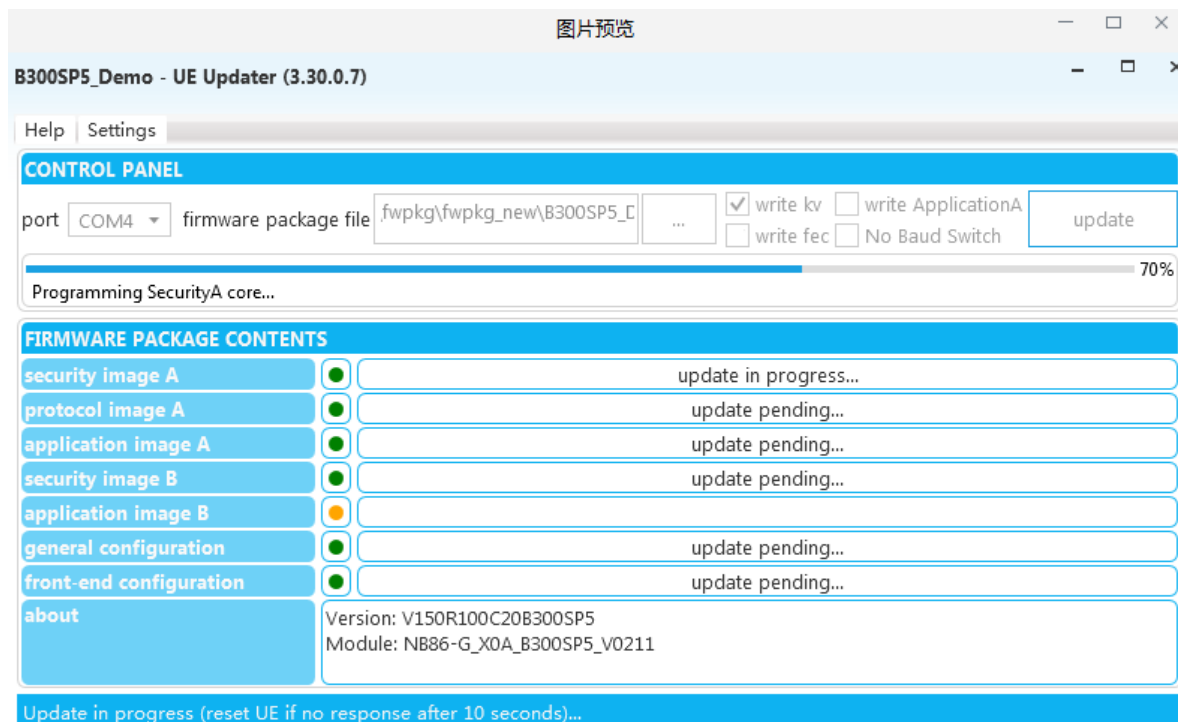 图片预览
B300SP5_Demo - UE Updater (3.30.0.7)
Help Settings
CONTROL PANEL
port COM4 firmware package file fwpkg\fwpkg_new\B300SP5_D ... write kv write ApplicationA update
write fec No Baud Switch
70%
Programming SecurityA core...
FIRMWARE PACKAGE CONTENTS
security image A update in progress...
protocol image A update pending...
application image A update pending...
security image B update pending...
application image B
general configuration update pending...
front-end configuration update pending...
about Version: V150R100C20B300SP5
Module: NB86-G_X0A_B300SP5_V0211
Update in progress (reset UE if no response after 10 seconds)...